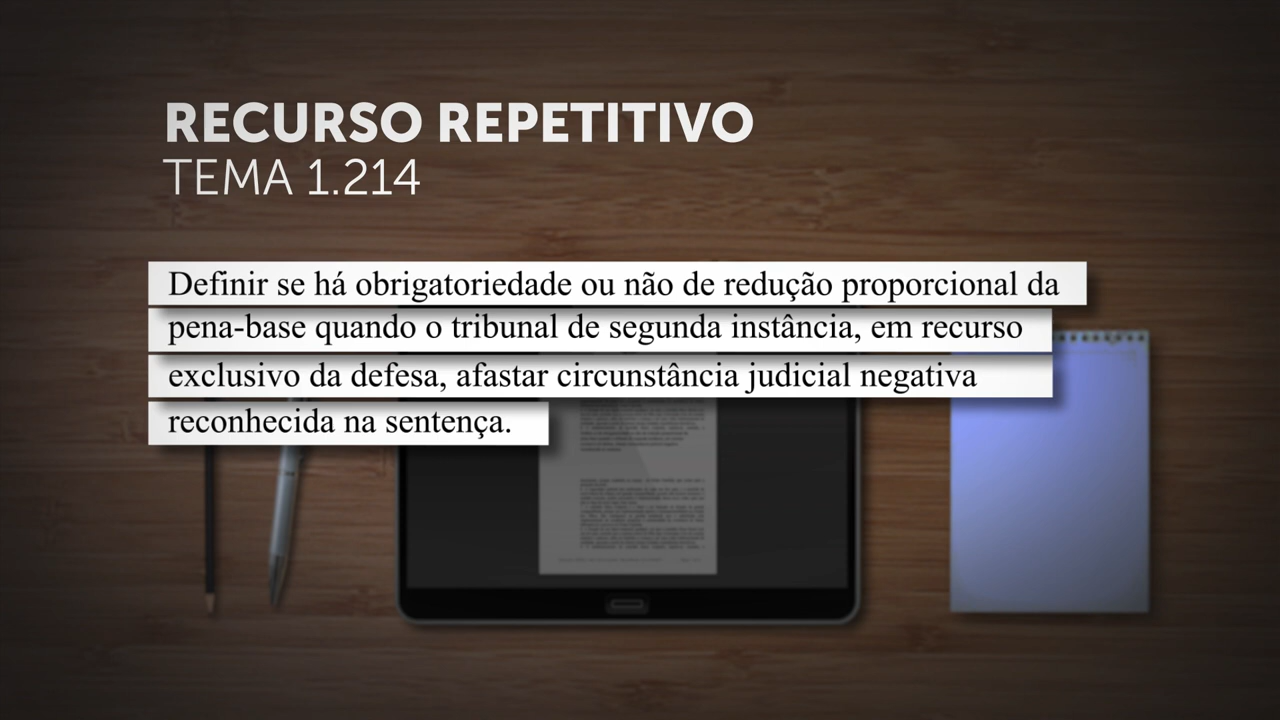 RECURSO REPETITIVO
TEMA 1.214
Definir se há obrigatoriedade ou não de redução proporcional da
pena-base quando o tribunal de segunda instância, em recurso
exclusivo da defesa, afastar circunstância judicial negativa
reconhecida na sentença.